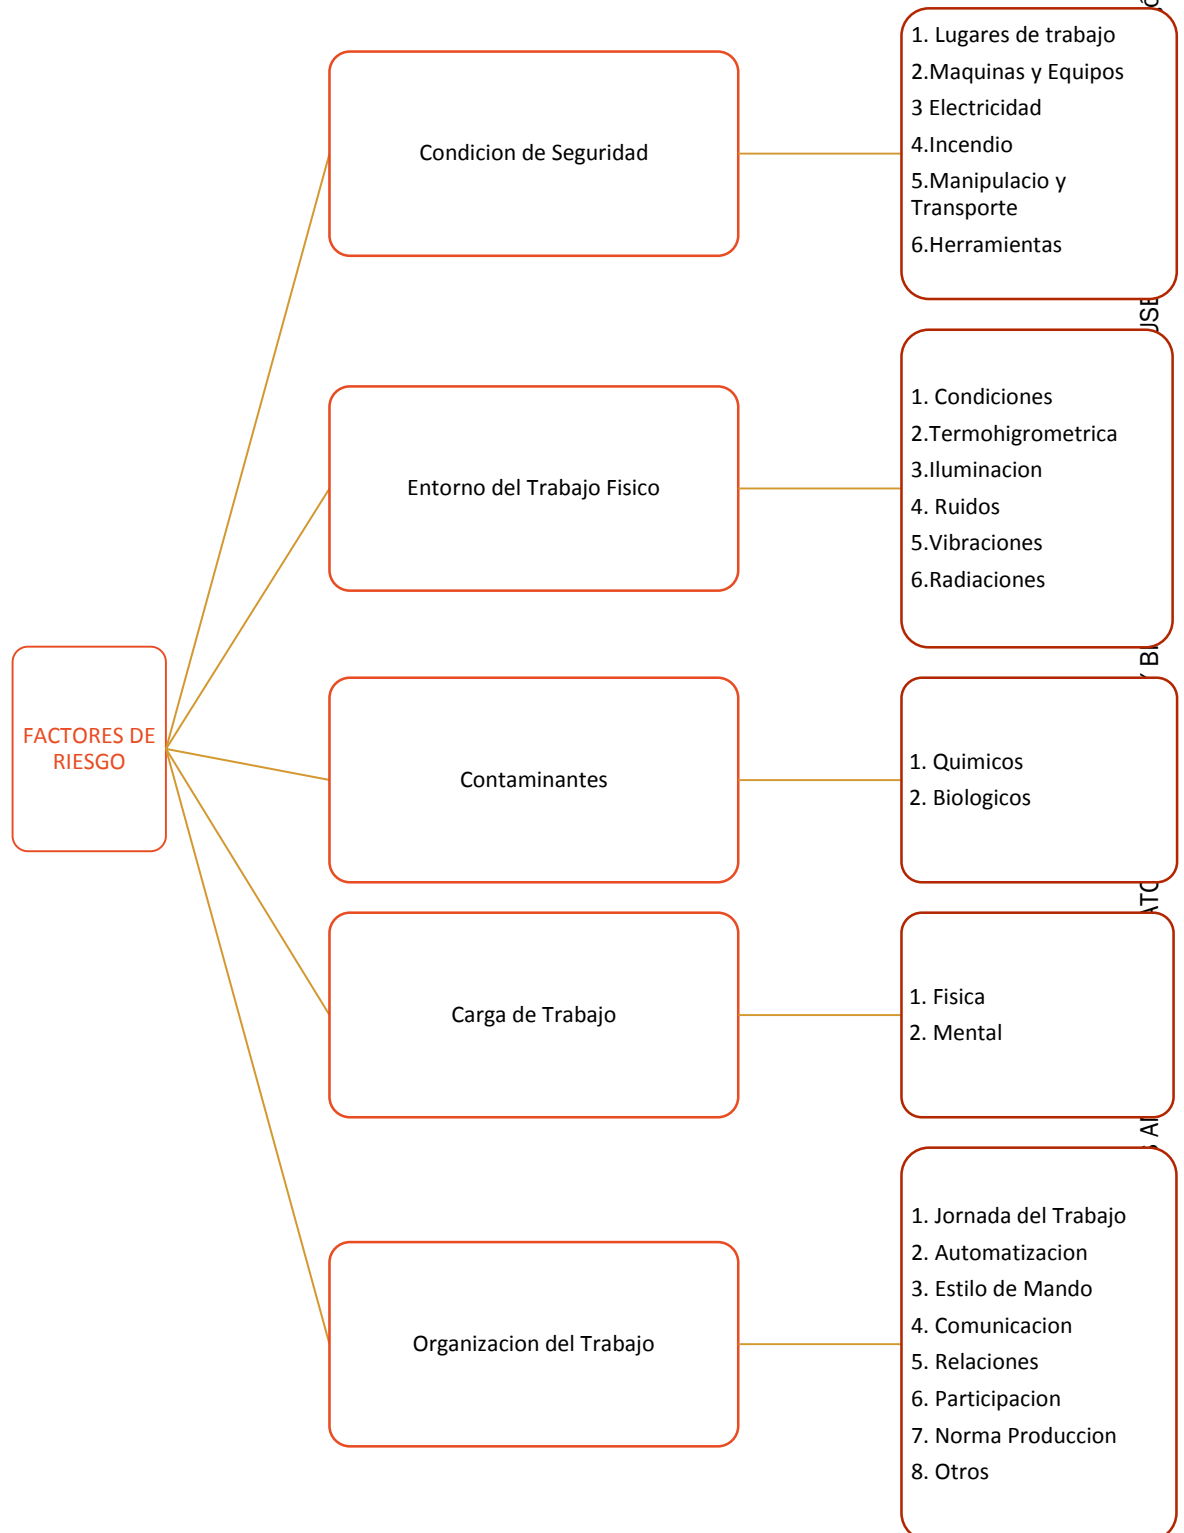 FACTORES DE
RIESGO
Condicion de Seguridad
1. Lugares de trabajo
2.Maquinas y Equipos
3 Electricidad
4.Incendio
5.Manipulacio y
Transporte
6.Herramientas
Entorno del Trabajo Fisico
1. Condiciones
2.Termohigrometrica
3.Iluminacion
4. Ruidos
5.Vibraciones
6.Radiaciones
Contaminantes
1. Quimicos
2. Biologicos
Carga de Trabajo
1. Fisica
2. Mental
Organizacion del Trabajo
1. Jornada del Trabajo
2. Automatizacion
3. Estilo de Mando
4. Comunicacion
5. Relaciones
6. Participacion
7. Norma Produccion
8. Otros